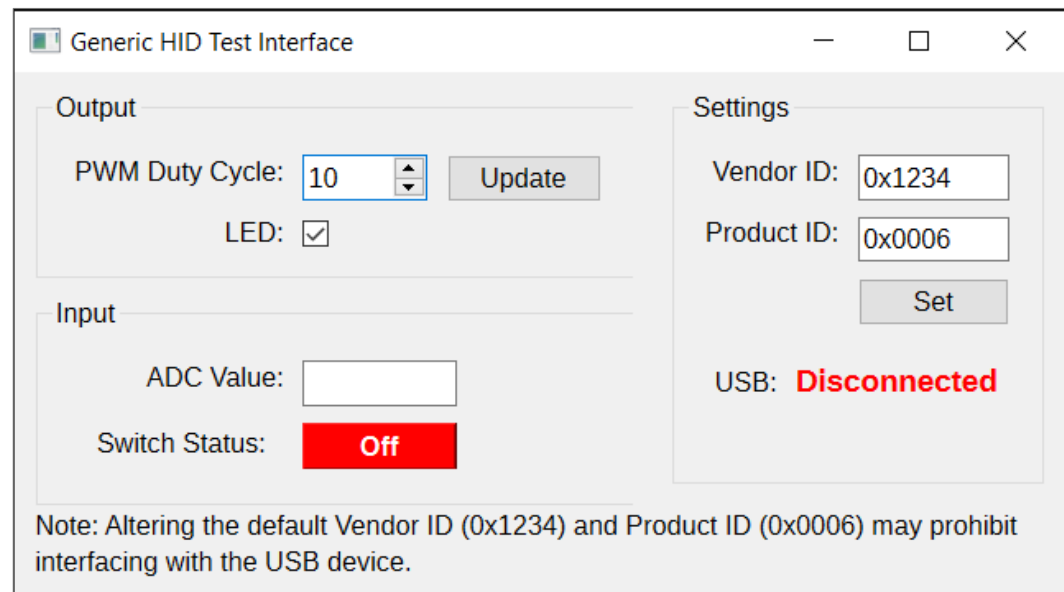 Generic HID Test Interface
Output
PWM Duty Cycle: 10 Update
LED:
Input
ADC Value:
Switch Status: Off
Settings
Vendor ID: 0x1234
Product ID: 0x0006
Set
USB: Disconnected
Note: Altering the default Vendor ID (0x1234) and Product ID (0x0006) may prohibit
interfacing with the USB device.